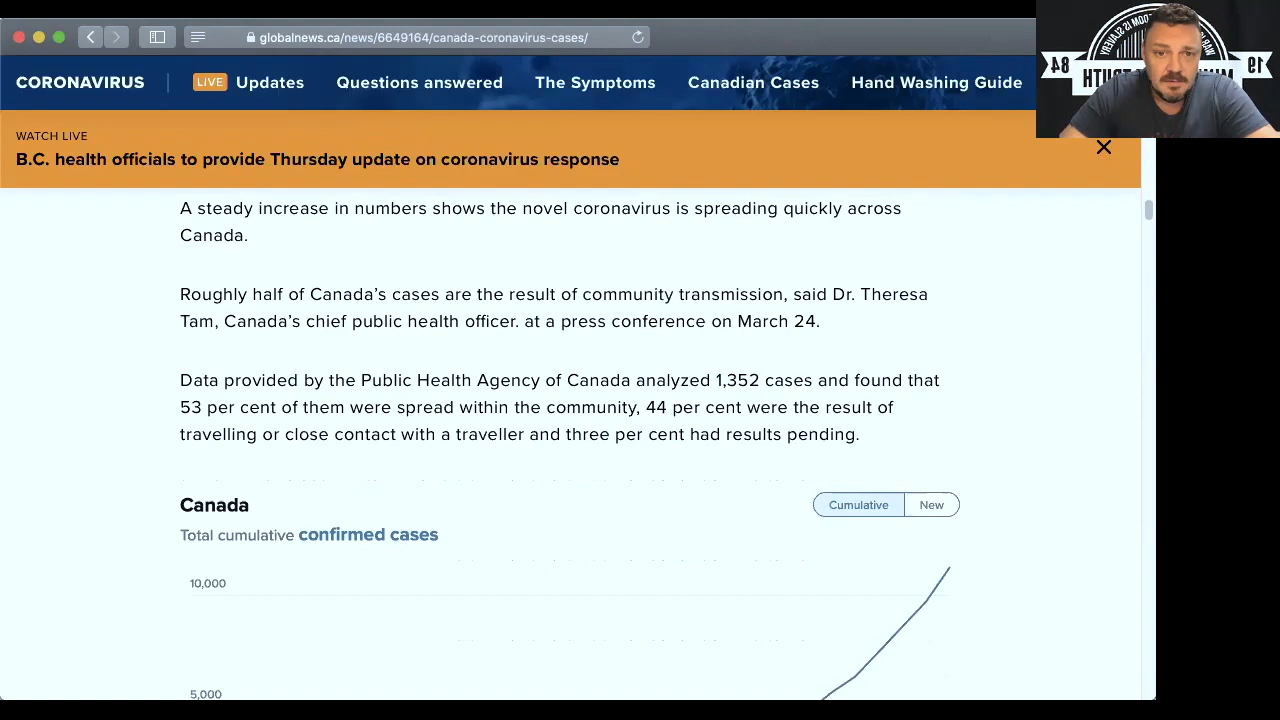 globalnews.ca/news/6649164/canada-coronavirus-cases/
CORONAVIRUS
LIVE Updates
Questions answered
The Symptoms
Canadian Cases
Hand Washing Guide
WATCH LIVE
B.C. health officials to provide Thursday update on coronavirus response
A steady increase in numbers shows the novel coronavirus is spreading quickly across
Canada.
Roughly half of Canada’s cases are the result of community transmission, said Dr. Theresa
Tam, Canada’s chief public health officer. at a press conference on March 24.
Data provided by the Public Health Agency of Canada analyzed 1,352 cases and found that
53 per cent of them were spread within the community, 44 per cent were the result of
travelling or close contact with a traveller and three per cent had results pending.
Canada
Cumulative
New
Total cumulative confirmed cases
10,000
5,000
19
84